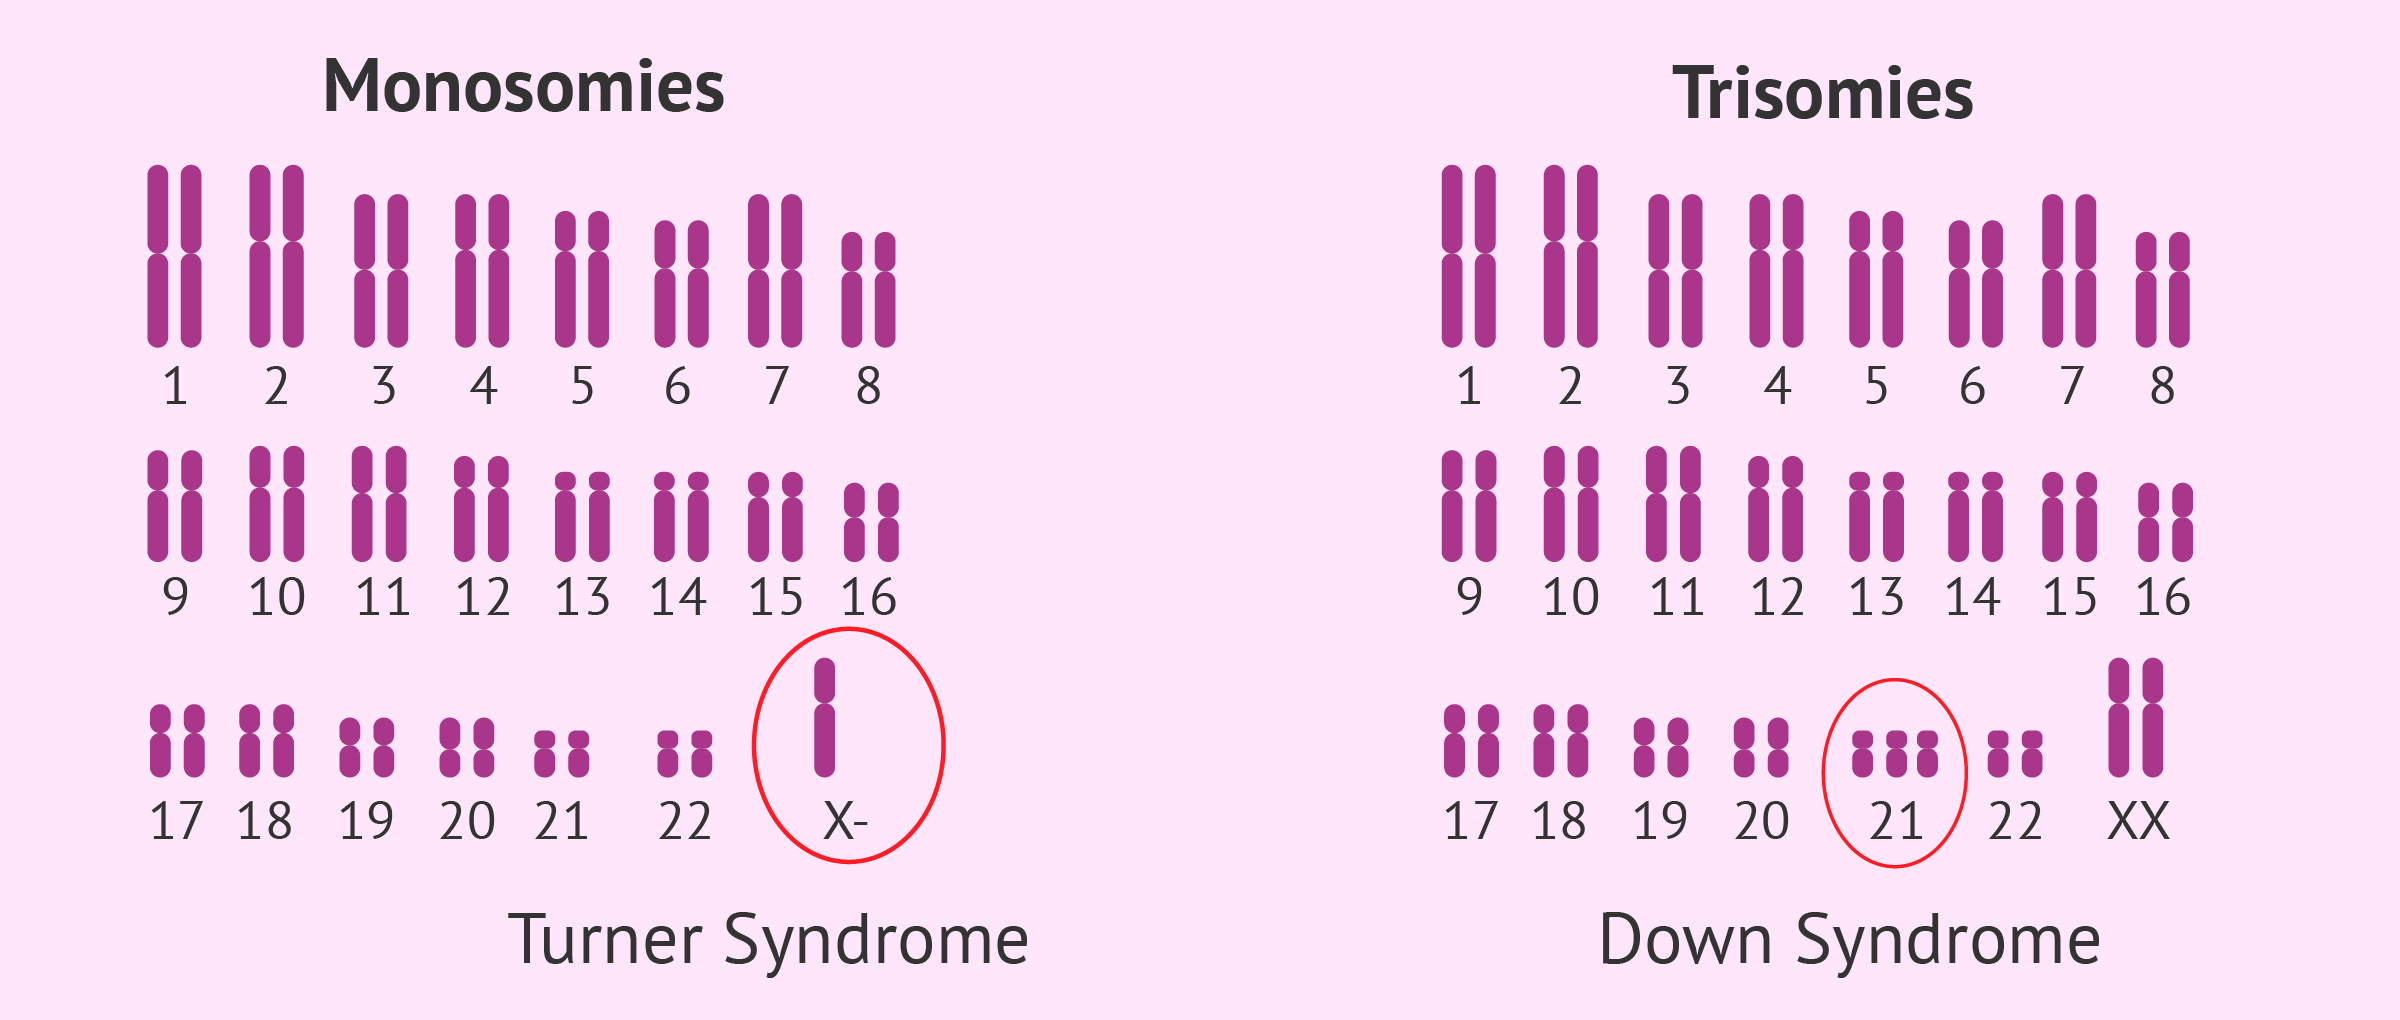 Monosomies
1 2 3 4 5 6 7 8
9 10 11 12 13 14 15 16
17 18 19 20 21 22 X-
Turner Syndrome
Trisomies
1 2 3 4 5 6 7 8
9 10 11 12 13 14 15 16
17 18 19 20 21 22 XX
Down Syndrome